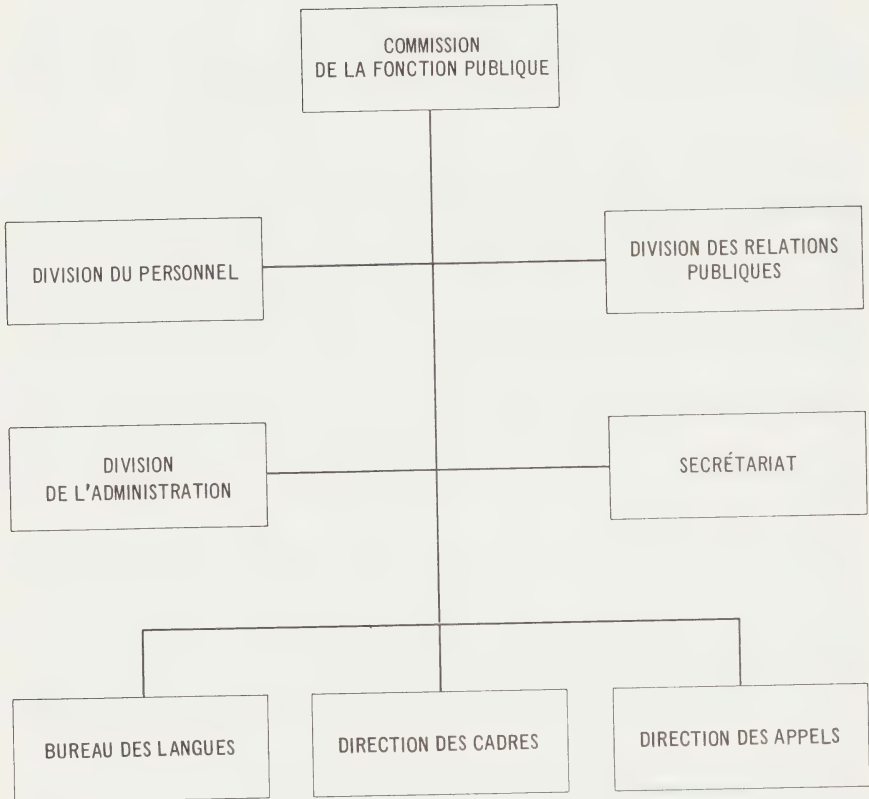 COMMISSION
DE LA FONCTION PUBLIQUE
DIVISION DU PERSONNEL
DIVISION DES RELATIONS
PUBLIQUES
DIVISION
DE L'ADMINISTRATION
SECRÉTARIAT
BUREAU DES LANGUES
DIRECTION DES CADRES
DIRECTION DES APPELS